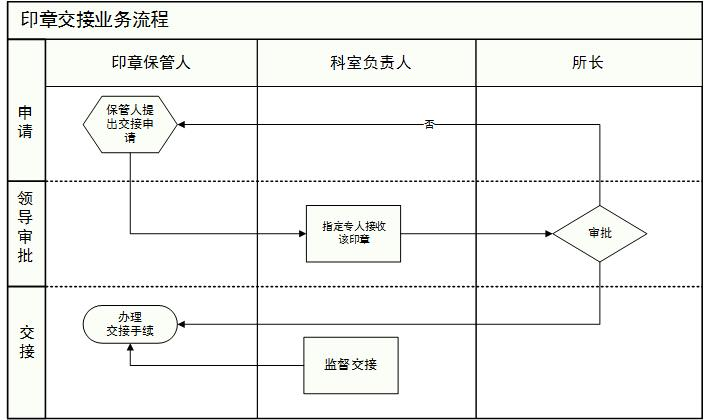 印章交接业务流程
印章保管人
科室负责人
所长
申
请
保管人提
出交接申
请
否
领
导
审
批
指定专人接收
该印章
审批
交
接
办理
交接手续
监督交接